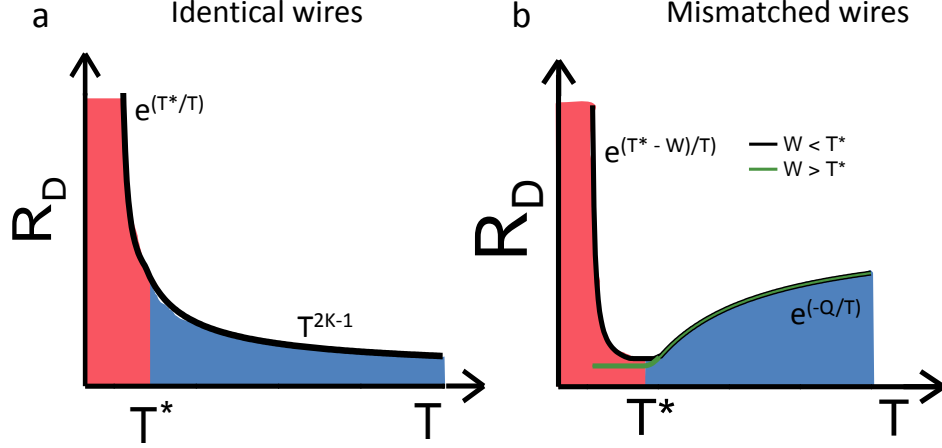 a Identical wires
R_D
e^(T*/T)
T^2K-1
T*
T
b Mismatched wires
R_D
e^(T* - W)/T)
W < T*
W > T*
e^(-Q/T)
T*
T